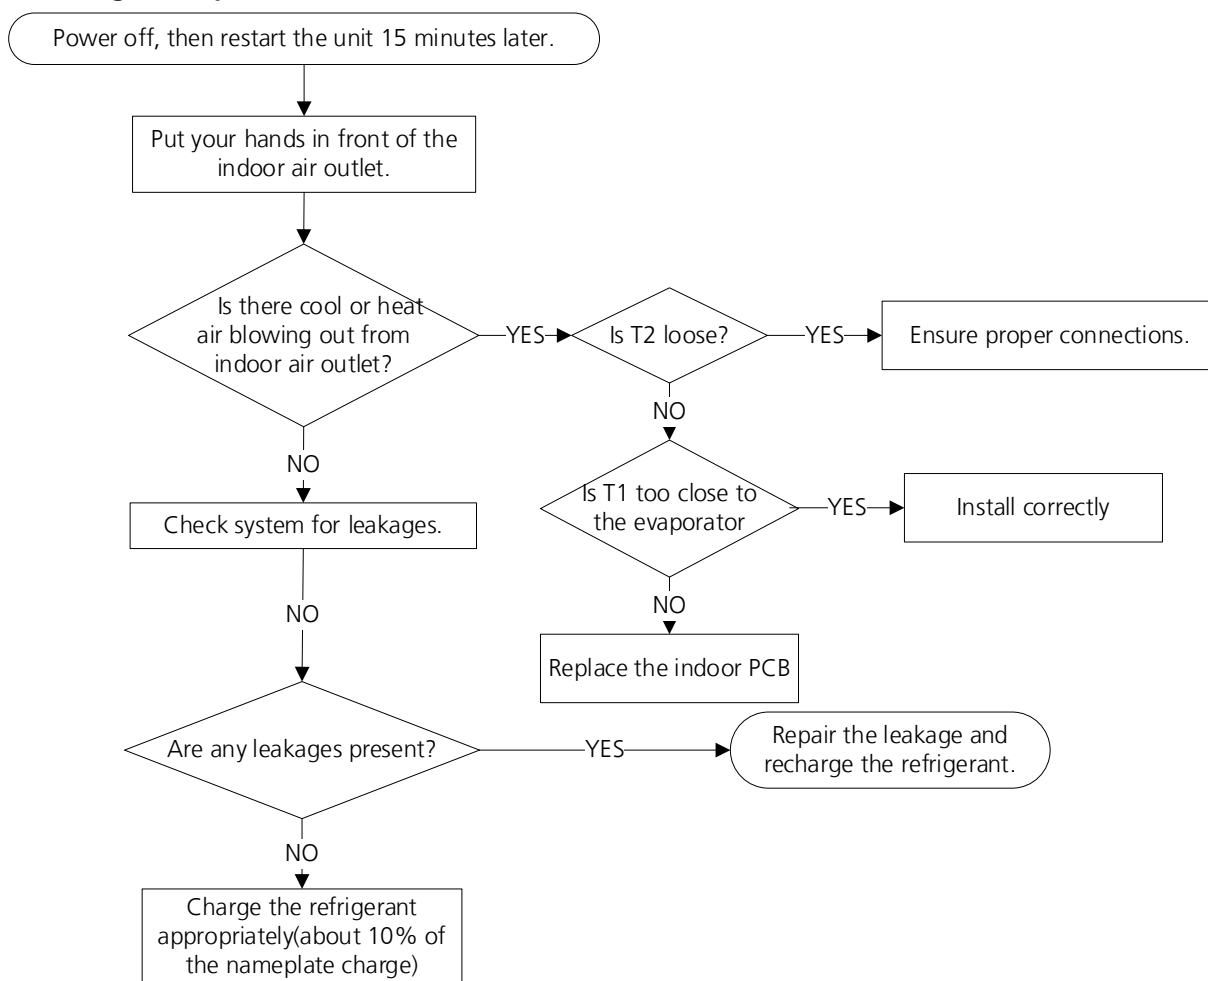 Power off, then restart the unit 15 minutes later.
Put your hands in front of the
indoor air outlet.
Is there cool or heat
air blowing out from
indoor air outlet?
YES
Is T2 loose?
YES
Ensure proper connections.
NO
Is T1 too close to
the evaporator
YES
Install correctly
NO
Replace the indoor PCB
NO
Check system for leakages.
NO
Are any leakages present?
YES
Repair the leakage and
recharge the refrigerant.
NO
Charge the refrigerant
appropriately(about 10% of
the nameplate charge)